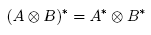 (A ⊗ B)* = A* ⊗ B*